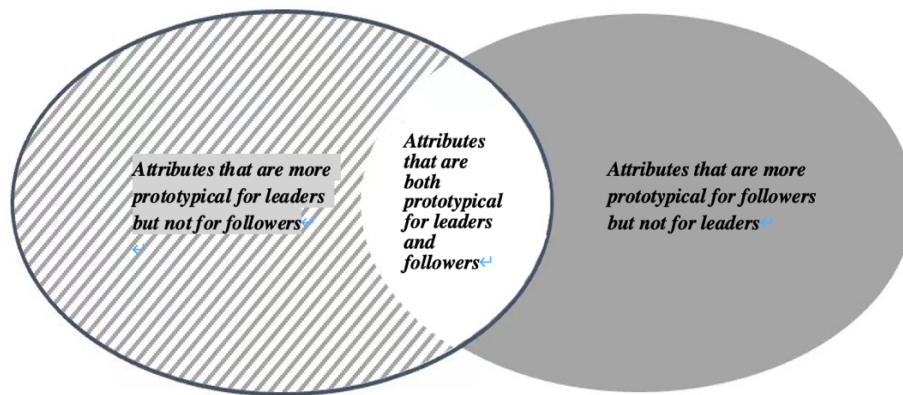 Attributes that are more
prototypical for leaders
but not for followers↵
↵
Attributes
that are
both
prototypical
for leaders
and
followers↵
Attributes that are more
prototypical for followers
but not for leaders↵